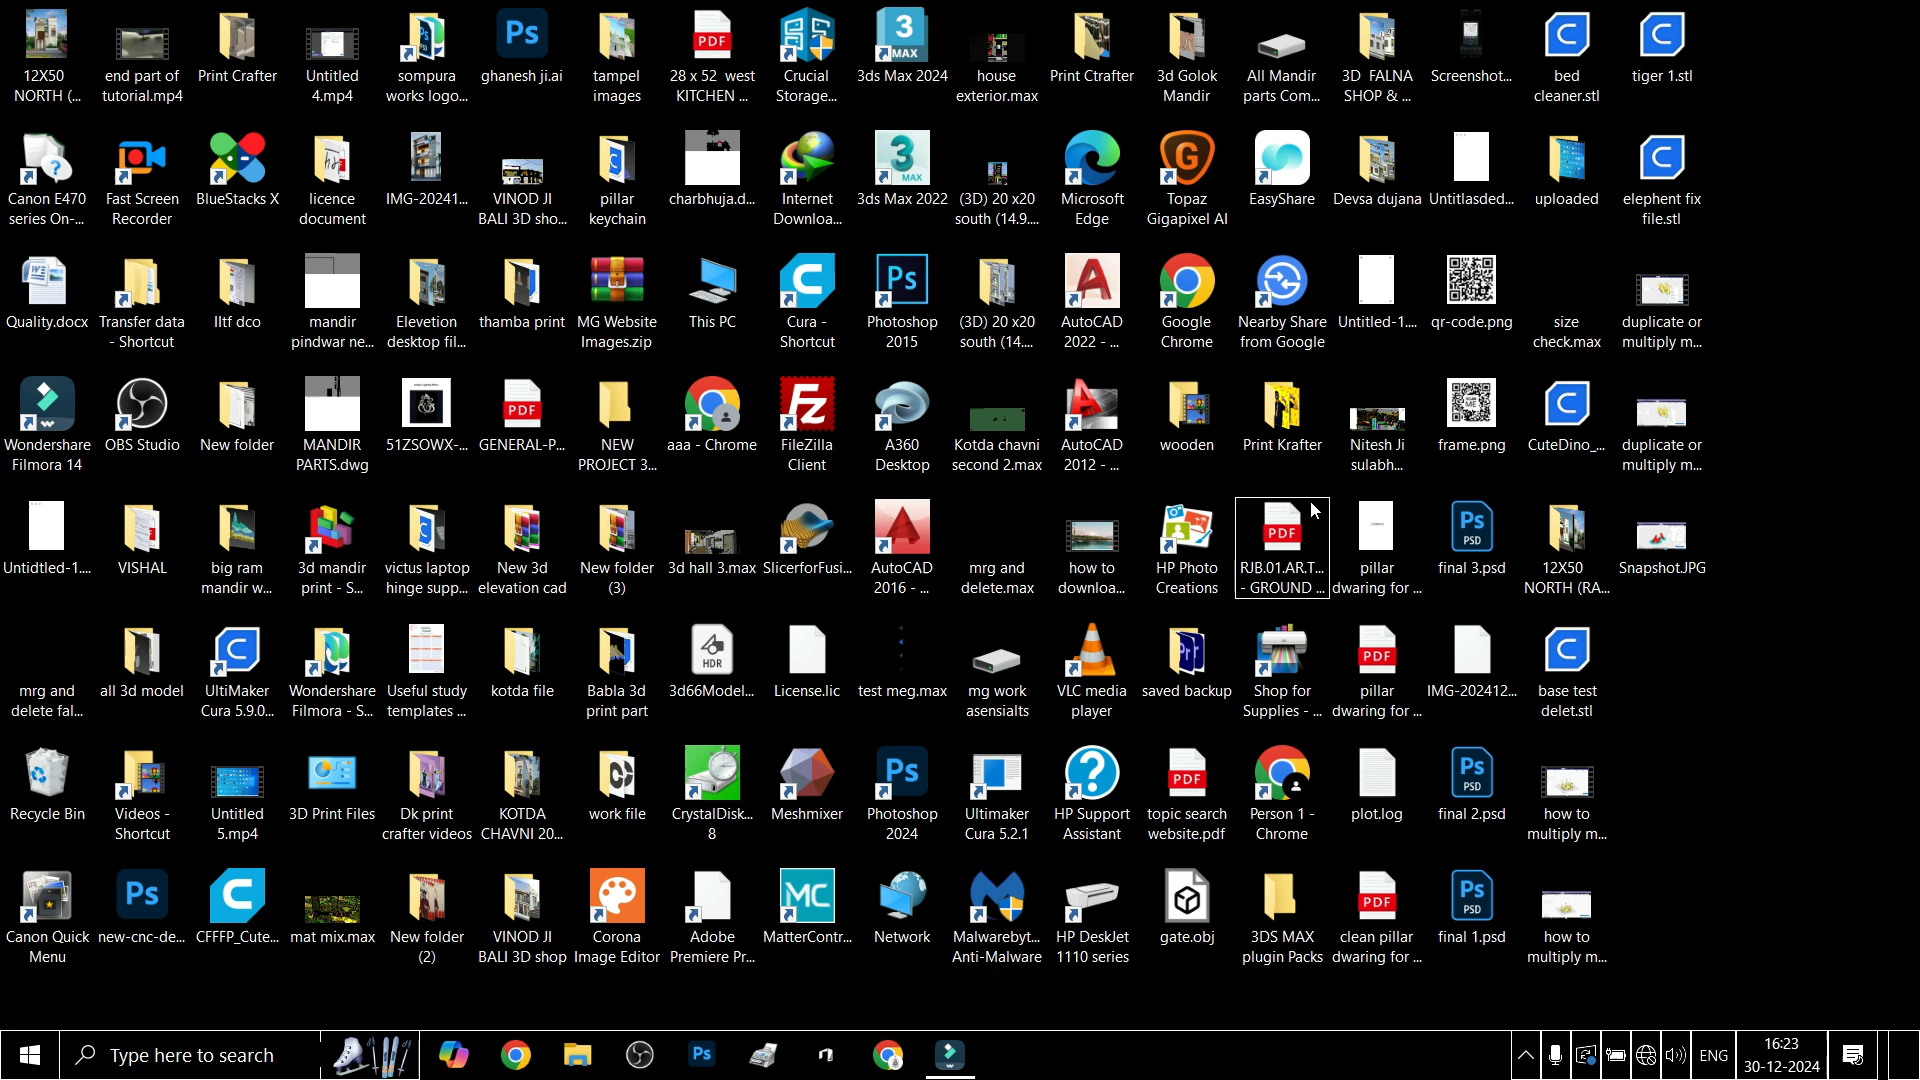 12X50
NORTH (...
end part of
tutorial.mp4
Print Crafter
Untitled
4.mp4
sompura
works logo...
ghanesh ji.ai
tampel
images
28 x 52 west
KITCHEN ...
Crucial
Storage...
3ds Max 2024
house
exterior.max
Print Ctrafter
3d Golok
Mandir
All Mandir
parts Com...
3D FALNA
SHOP & ...
Screenshot...
bed
cleaner.stl
tiger 1.stl
Canon E470
series On-...
Fast Screen
Recorder
BlueStacks X
licence
document
IMG-20241...
VINOD JI
BALI 3D sho...
pillar
keychain
charbhuja.d...
Internet
Downloa...
3ds Max 2022
(3D) 20 x20
south (14.9....
Microsoft
Edge
Topaz
Gigapixel AI
EasyShare
Devsa dujana
Untitlasded...
uploaded
elephent fix
file.stl
Quality.docx
Transfer data
- Shortcut
IItf dco
mandir
pindwar ne...
Elevetion
desktop fil...
thamba print
MG Website
Images.zip
This PC
Cura -
Shortcut
Photoshop
2015
(3D) 20 x20
south (14....
AutoCAD
2022 - ...
Google
Chrome
Nearby Share
from Google
Untitled-1....
qr-code.png
size
check.max
duplicate or
multiply m...
Wondershare
Filmora 14
OBS Studio
New folder
MANDIR
PARTS.dwg
51ZSOWX-...
GENERAL-P...
NEW
PROJECT 3...
aaa - Chrome
FileZilla
Client
A360
Desktop
Kotda chavni
second 2.max
AutoCAD
2012 - ...
wooden
Print Krafter
Nitesh Ji
sulabh...
frame.png
CuteDino_...
duplicate or
multiply m...
Untidtled-1....
VISHAL
big ram
mandir w...
3d mandir
print - S...
victus laptop
hinge supp...
New 3d
elevation cad
New folder
(3)
3d hall 3.max
SlicerforFusi...
AutoCAD
2016 - ...
mrg and
delete.max
how to
downloa...
HP Photo
Creations
RJB.01.AR.T...
- GROUND ...
pillar
dwaring for ...
final 3.psd
12X50
NORTH (RA...
Snapshot.JPG
mrg and
delete fal...
all 3d model
UltiMaker
Cura 5.9.0...
Wondershare
Filmora - S...
Useful study
templates ...
kotda file
Babla 3d
print part
3d66Model...
License.lic
test meg.max
mg work
asensialts
VLC media
player
saved backup
Shop for
Supplies - ...
pillar
dwaring for ...
IMG-202412...
base test
delet.stl
Recycle Bin
Videos -
Shortcut
Untitled
5.mp4
3D Print Files
Dk print
crafter videos
KOTDA
CHAVNI 20...
work file
CrystalDisk...
8
Meshmixer
Photoshop
2024
Ultimaker
Cura 5.2.1
HP Support
Assistant
topic search
website.pdf
Person 1 -
Chrome
plot.log
final 2.psd
how to
multiply m...
Canon Quick
Menu
new-cnc-de...
CFFFP_Cute...
mat mix.max
New folder
(2)
VINOD JI
BALI 3D shop
Corona
Image Editor
Adobe
Premiere Pr...
MatterContr...
Network
Malwarebyt...
Anti-Malware
HP DeskJet
1110 series
gate.obj
3DS MAX
plugin Packs
clean pillar
dwaring for ...
final 1.psd
how to
multiply m...
Type here to search
ENG
16:23
30-12-2024